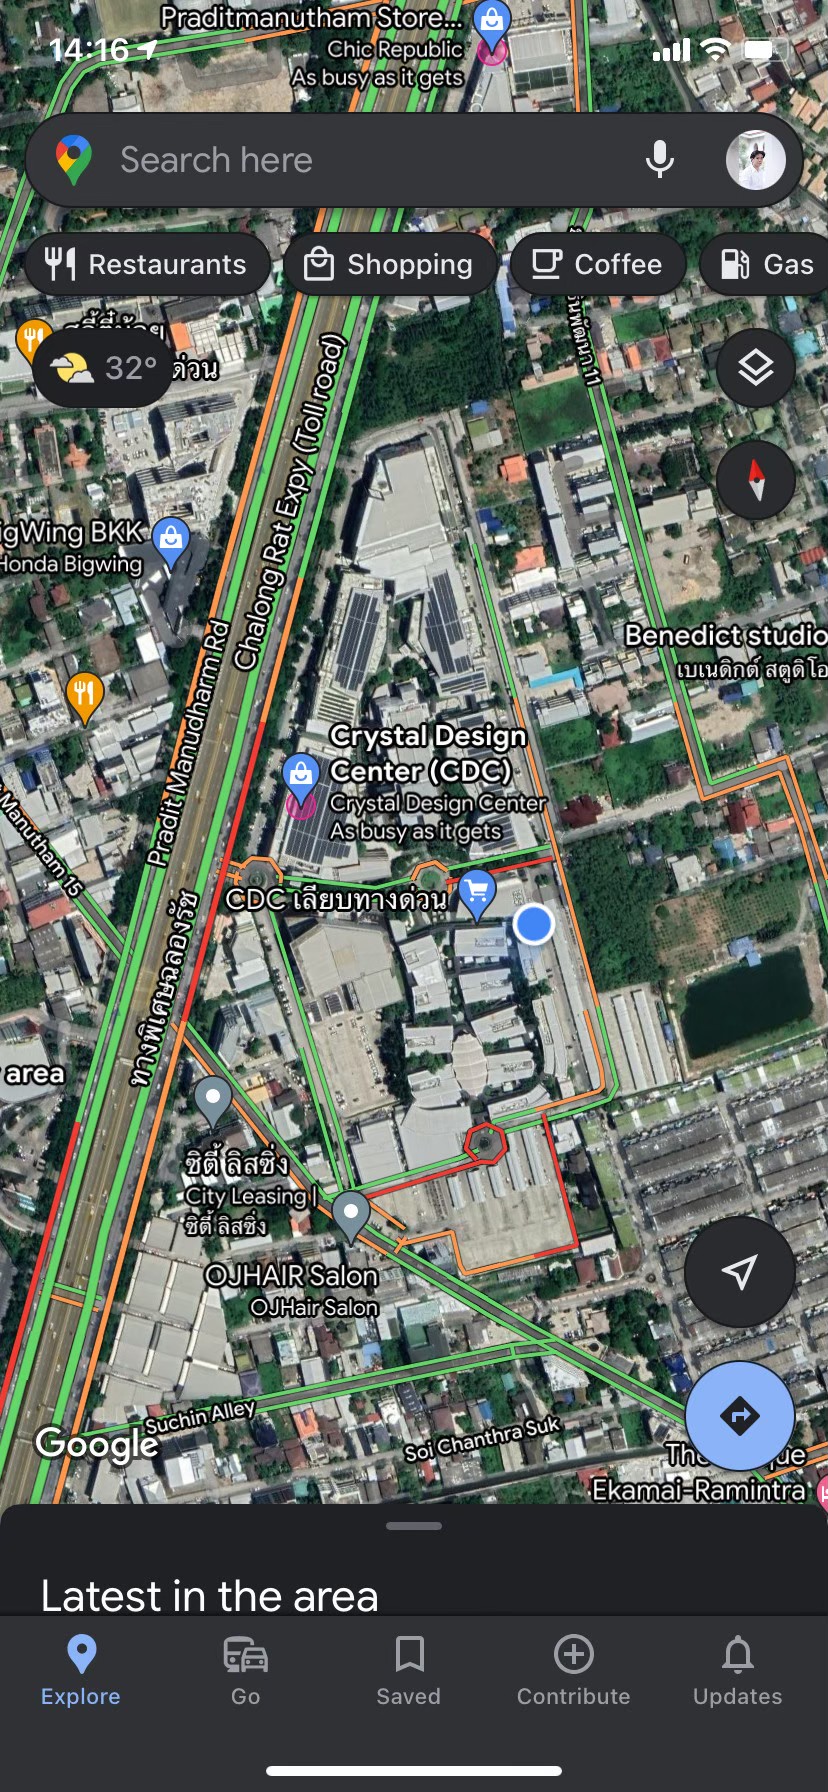 Praditmanutham Store...
14:16
Chic Republic
As busy as it gets
Search here
Restaurants
Shopping
Coffee
Gas
32°
ด่วน
Chalong Rat Expy (Toll road)
igWing BKK
Honda Bigwing
Benedict studio
เบเนดิกต์ สตูดิโอ
Pradit Manudharm Rd
Crystal Design
Center (CDC)
Crystal Design Center
As busy as it gets
Manutham 15
CDC เลียบทางด่วน
ทางพิเศษฉลองรัช
area
ซิตี้ ลิสซิ่ง
City Leasing |
ซิตี้ ลิสซิ่ง
OJHAIR Salon
OJHair Salon
Suchin Alley
Google
Soi Chanthra Suk
Ekamai-Ramintra
Latest in the area
Explore
Go
Saved
Contribute
Updates